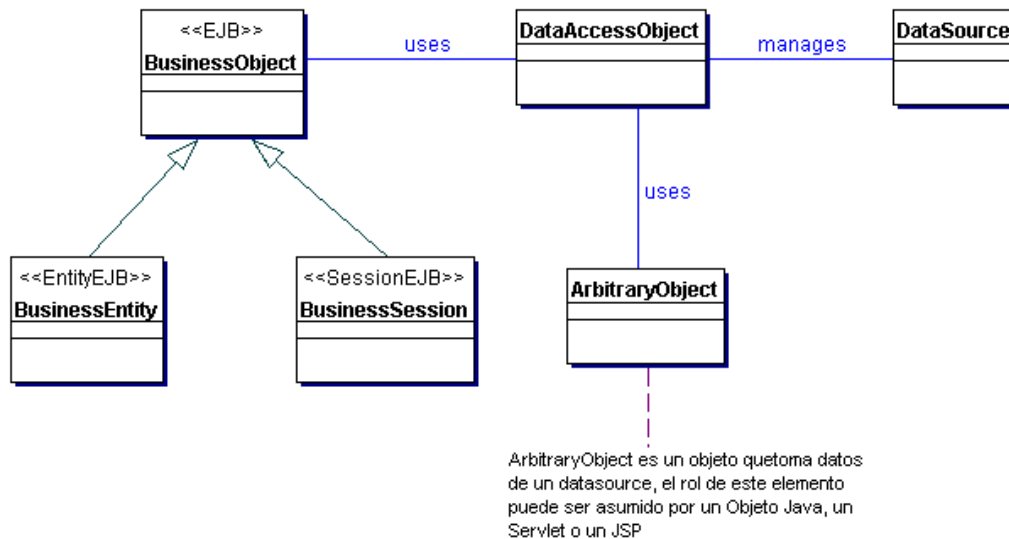 <<EJB>>
BusinessObject
uses
DataAccessObject
manages
DataSource
uses
<<EntityEJB>>
BusinessEntity
<<SessionEJB>>
BusinessSession
ArbitraryObject
ArbitraryObject es un objeto quetoma datos
de un datasource, el rol de este elemento
puede ser asumido por un Objeto Java, un
Servlet o un JSP